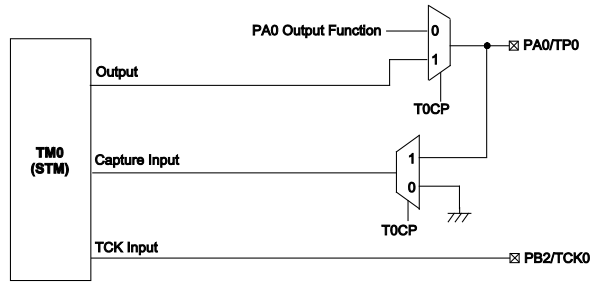 PA0 Output Function
0
1
PA0/TP0
Output
T0CP
TM0
(STM)
Capture Input
1
0
T0CP
TCK Input
PB2/TCK0